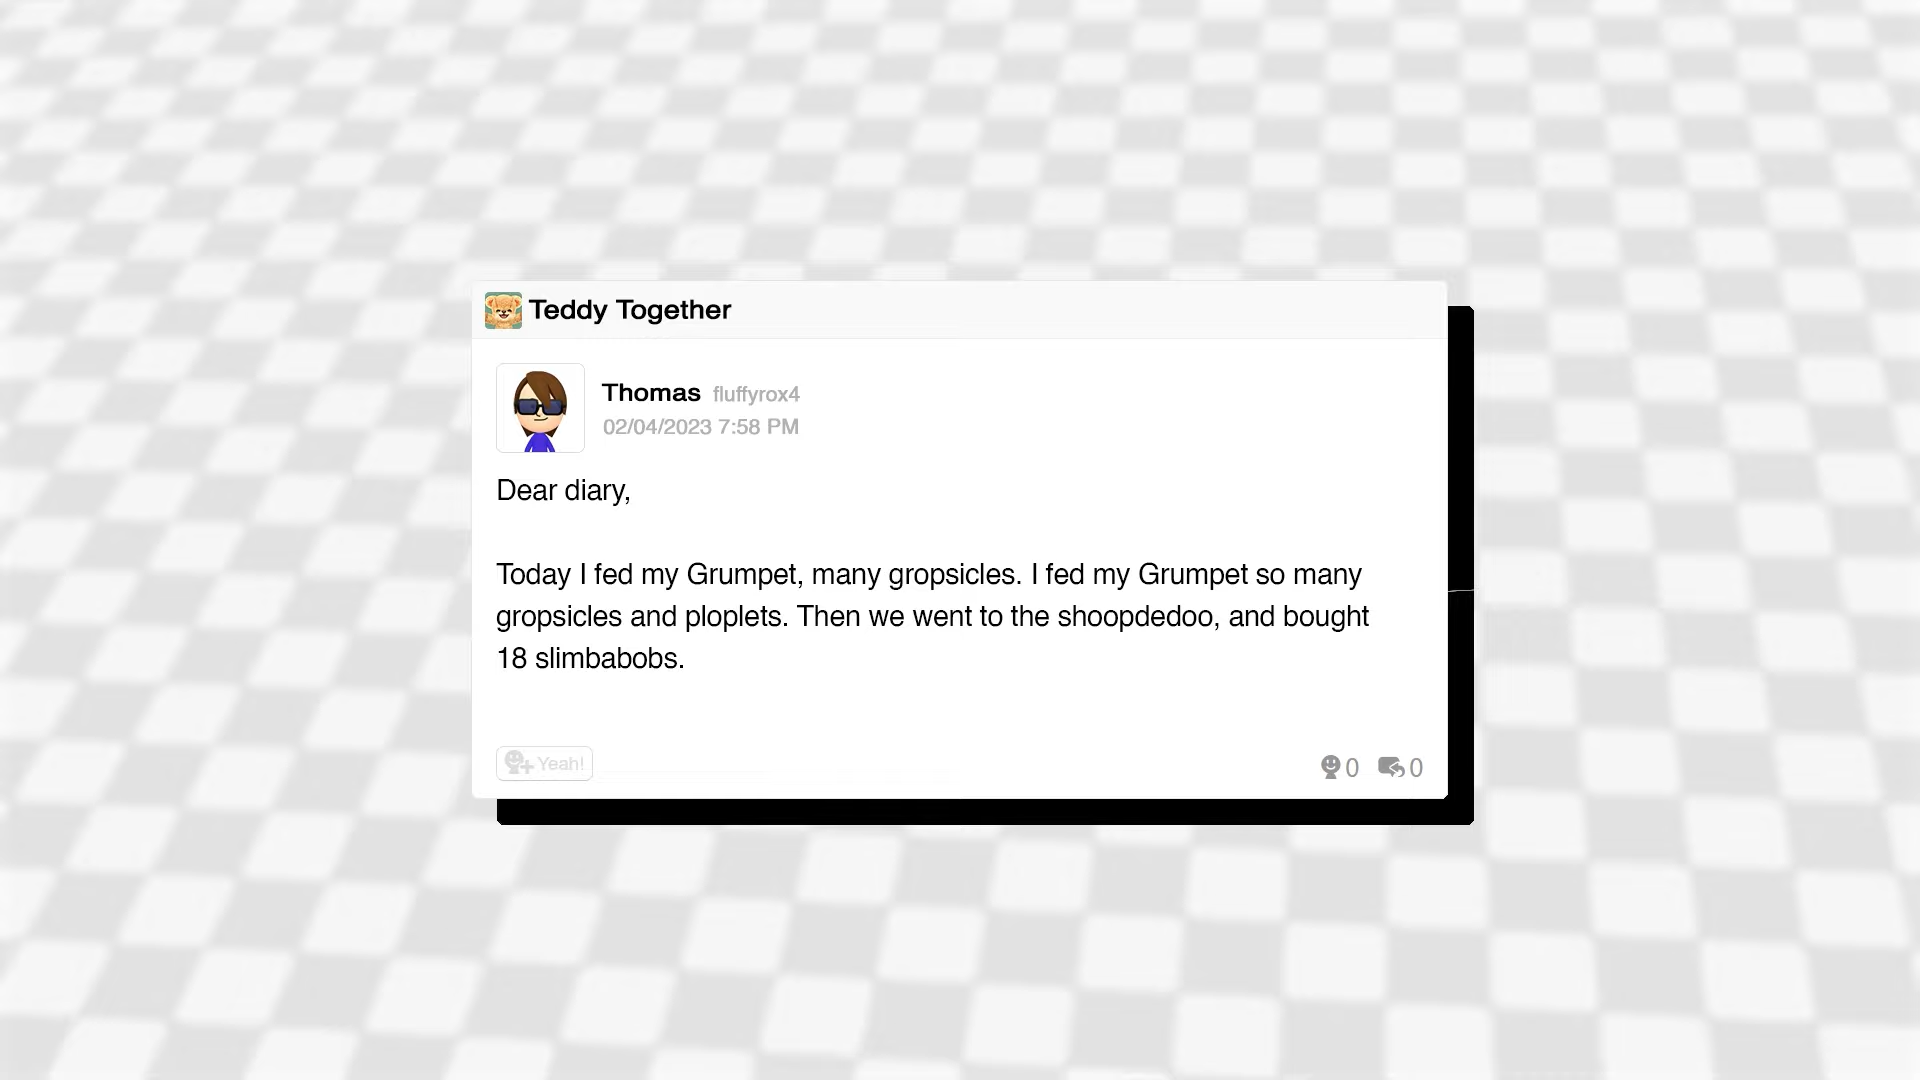 Teddy Together
Thomas fluffyrox4
02/04/2023 7:58 PM
Dear diary,
Today I fed my Grumpet, many gropsicles. I fed my Grumpet so many
gropsicles and ploplets. Then we went to the shoopdedoo, and bought
18 slimbabobs.
Yeah!
0 0